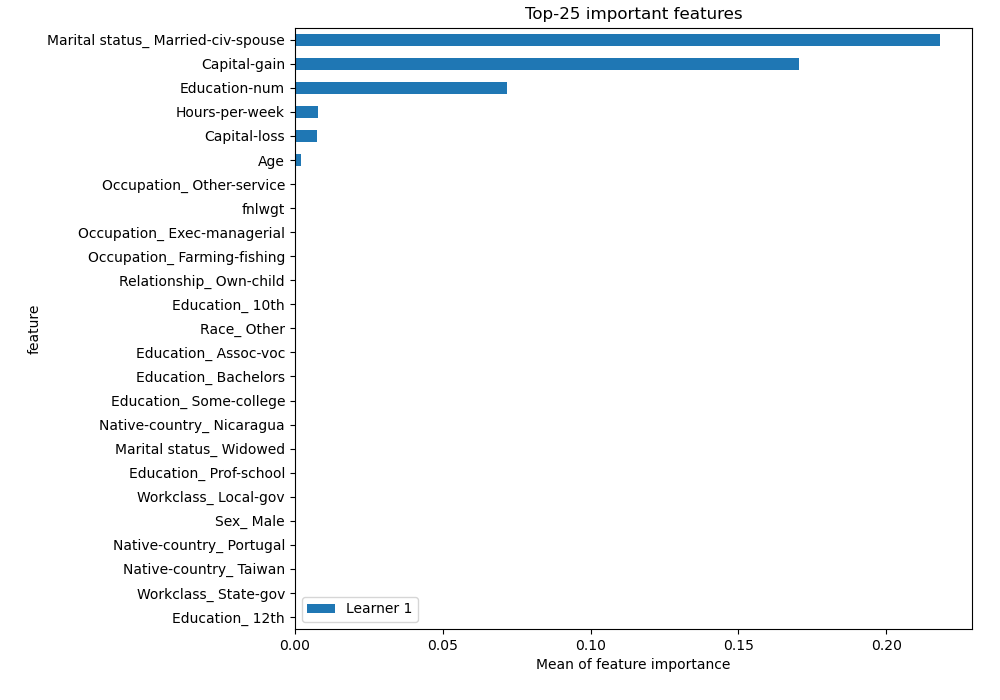 Top-25 important features
Marital status_ Married-civ-spouse
Capital-gain
Education-num
Hours-per-week
Capital-loss
Age
Occupation_ Other-service
fnlwgt
Occupation_ Exec-managerial
Occupation_ Farming-fishing
Relationship_ Own-child
Education_ 10th
Race_ Other
Education_ Assoc-voc
Education_ Bachelors
Education_ Some-college
Native-country_ Nicaragua
Marital status_ Widowed
Education_ Prof-school
Workclass_ Local-gov
Sex_ Male
Native-country_ Portugal
Native-country_ Taiwan
Workclass_ State-gov
Education_ 12th
feature
Learner 1
0.00 0.05 0.10 0.15 0.20
Mean of feature importance